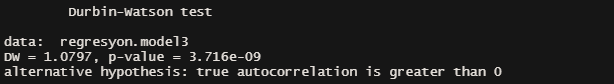 Durbin-Watson test
data:  regresyon.model3
DW = 1.0797, p-value = 3.716e-09
alternative hypothesis: true autocorrelation is greater than 0